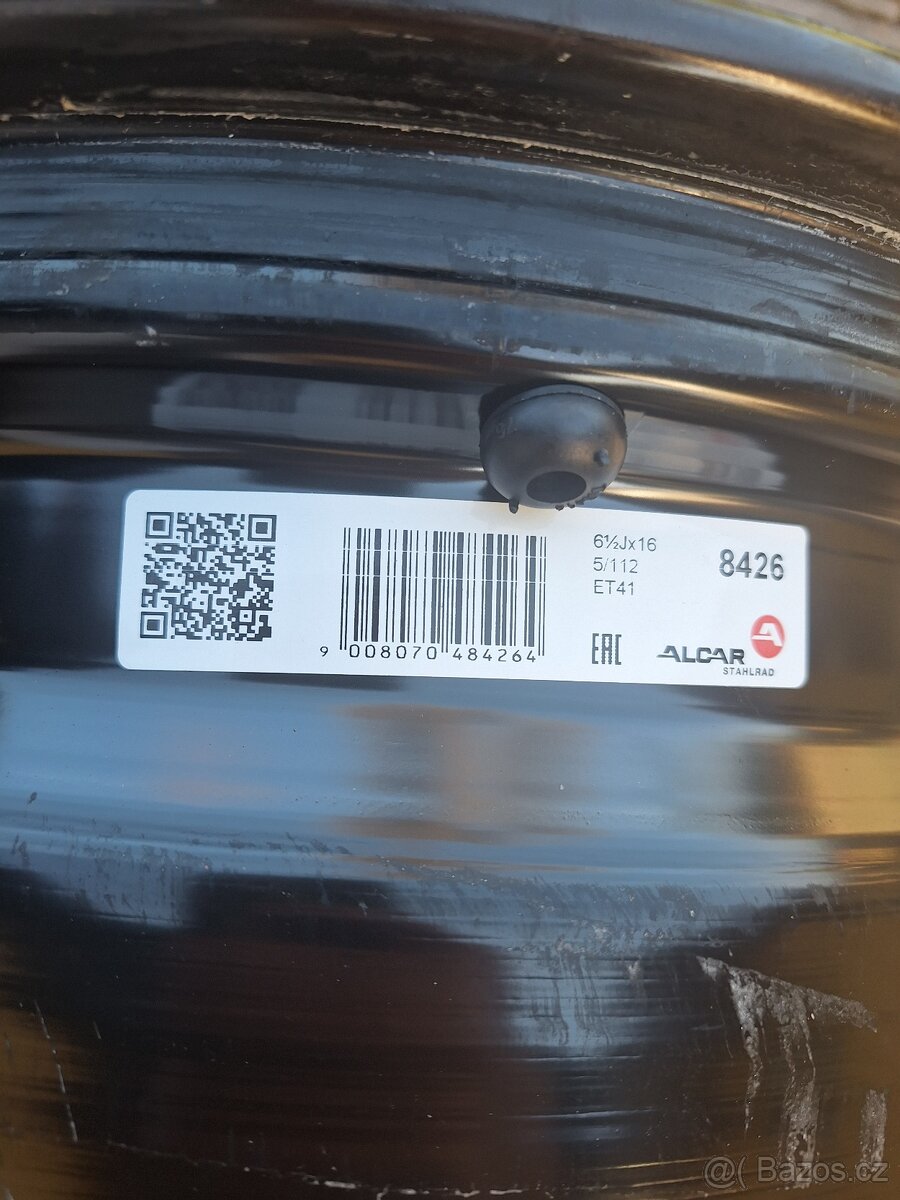 6½Jx16
5/112
ET41
8426
9 008070 484264
EAC
ALCAR
STAHLRAD
@( Bazos.cz